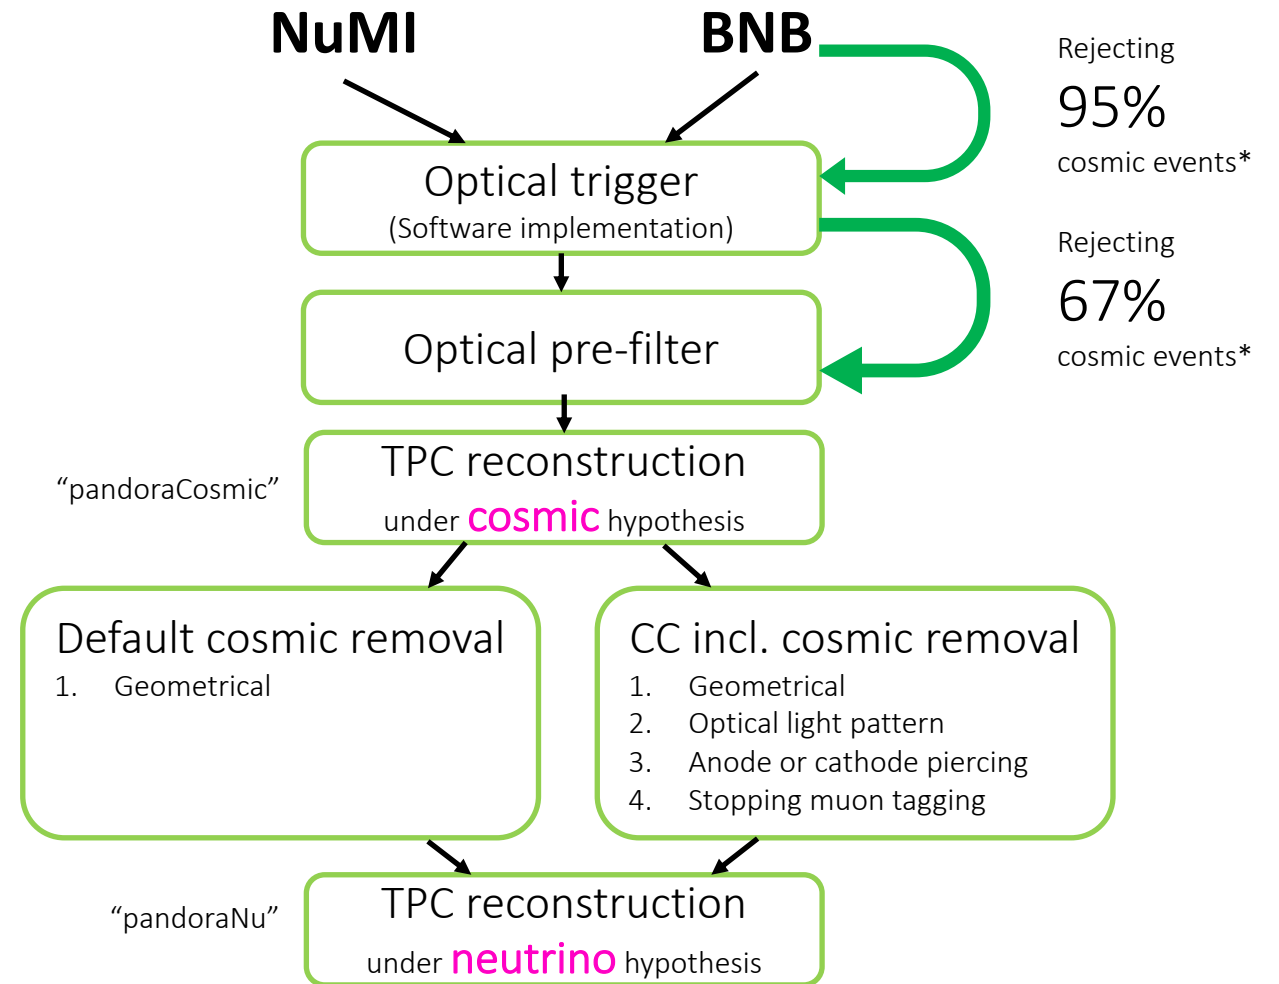 NuMI
BNB
Rejecting
95%
cosmic events*
Optical trigger
(Software implementation)
Rejecting
67%
cosmic events*
Optical pre-filter
TPC reconstruction
under cosmic hypothesis
“pandoraCosmic”
Default cosmic removal
1. Geometrical
CC incl. cosmic removal
1. Geometrical
2. Optical light pattern
3. Anode or cathode piercing
4. Stopping muon tagging
TPC reconstruction
under neutrino hypothesis
“pandoraNu”